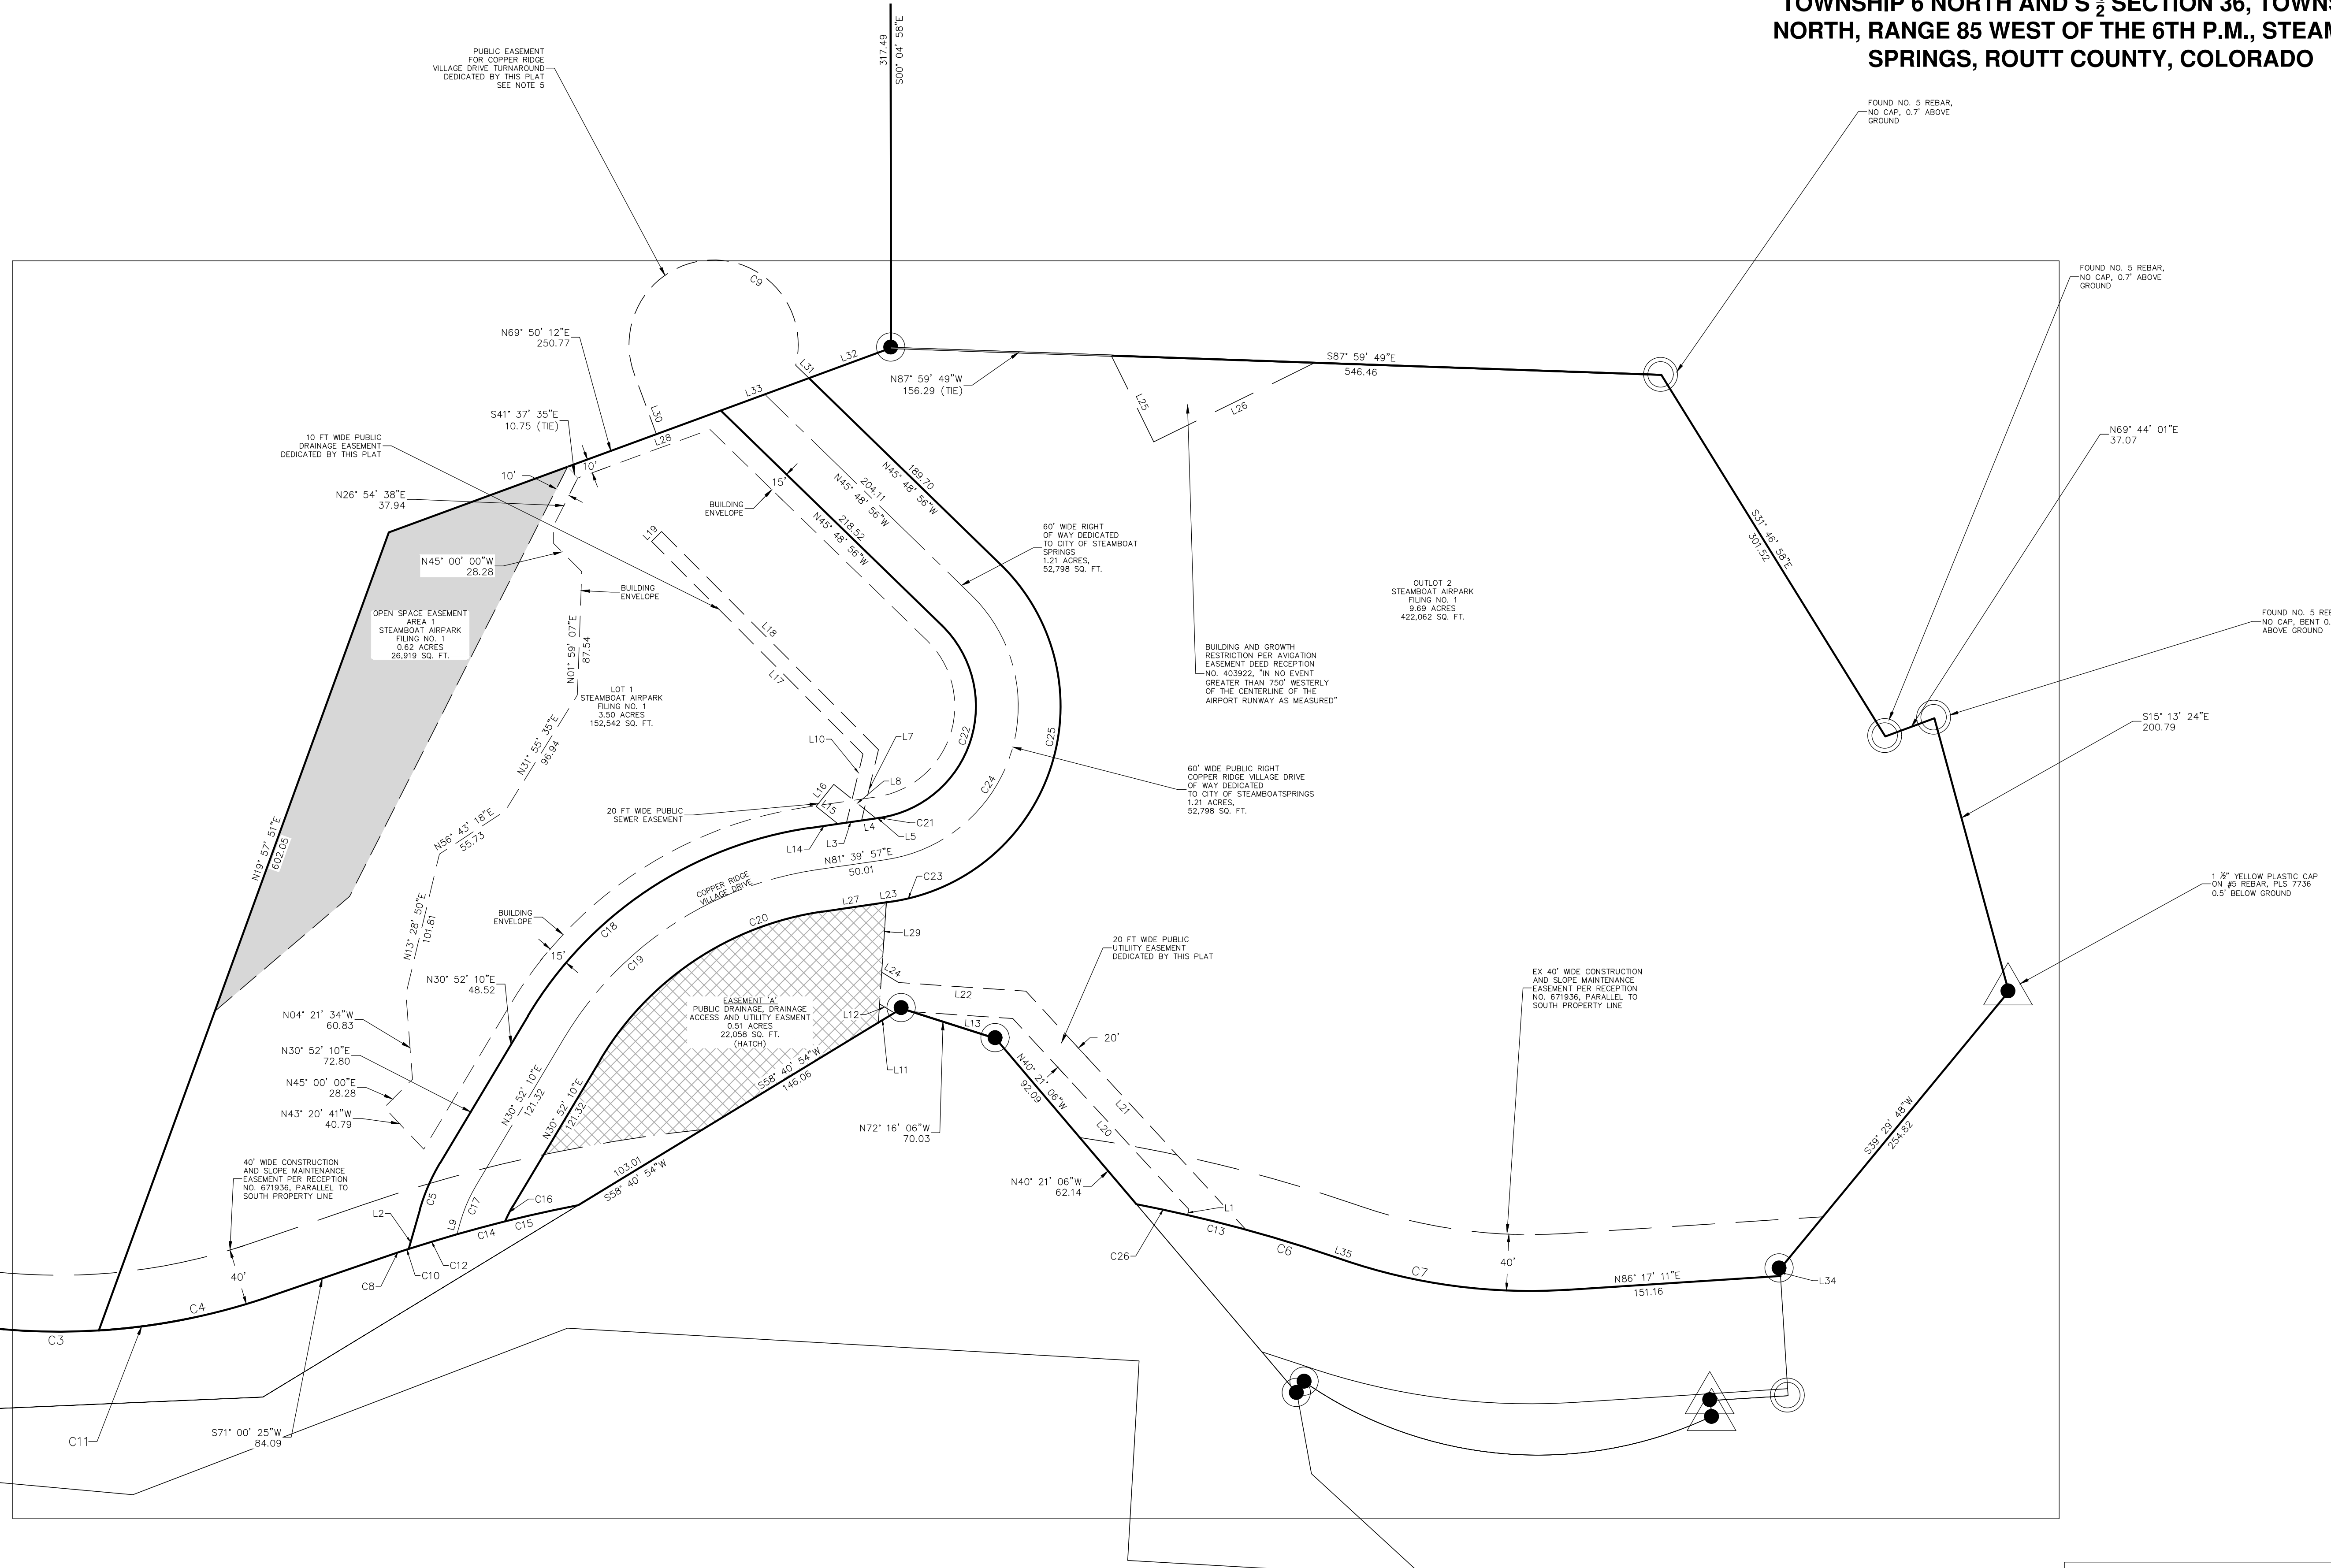 TOWNSHIP 6 NORTH AND S 1/2 SECTION 36,
NORTH, RANGE 85 WEST OF THE 6TH P.M.,
SPRINGS, ROUTT COUNTY, COLORADO
PUBLIC EASEMENT
FOR COPPER RIDGE
VILLAGE DRIVE TURNAROUND
DEDICATED BY THIS PLAT
SEE NOTE 5
317.49
S00° 04' 58"E
FOUND NO. 5 REBAR,
NO CAP, 0.7' ABOVE
GROUND
FOUND NO. 5 REBAR,
NO CAP, 0.7' ABOVE
GROUND
C9
N69° 50' 12"E
250.77
L31
L32
L33
L30
L28
N87° 59' 49"W
156.29 (TIE)
S87° 59' 49"E
546.46
L25
L26
S41° 37' 35"E
10.75 (TIE)
10 FT WIDE PUBLIC
DRAINAGE EASEMENT
DEDICATED BY THIS PLAT
10'
10'
N26° 54' 38"E
37.94
N45° 00' 00"W
28.28
BUILDING
ENVELOPE
15'
189.70
N45° 48' 56"W
204.11
N45° 48' 56"W
218.52
N45° 48' 56"W
N69° 44' 01"E
37.07
S31° 46' 58"E
301.52
60' WIDE RIGHT
OF WAY DEDICATED
TO CITY OF STEAMBOAT
SPRINGS
1.21 ACRES,
52,798 SQ. FT.
OUTLOT 2
STEAMBOAT AIRPARK
FILING NO. 1
9.69 ACRES
422,062 SQ. FT.
BUILDING
ENVELOPE
OPEN SPACE EASEMENT
AREA 1
STEAMBOAT AIRPARK
FILING NO. 1
0.62 ACRES
26,919 SQ. FT.
N01° 59' 07"E
87.54
L19
L18
L17
FOUND NO. 5
NO CAP, BENT
ABOVE GROUND
BUILDING AND GROWTH
RESTRICTION PER AVIGATION
EASEMENT DEED RECEPTION
NO. 403922, "IN NO EVENT
GREATER THAN 750' WESTERLY
OF THE CENTERLINE OF THE
AIRPORT RUNWAY AS MEASURED"
LOT 1
STEAMBOAT AIRPARK
FILING NO. 1
3.50 ACRES
152,542 SQ. FT.
S15° 13' 24"E
200.79
N31° 55' 35"E
96.94
L10
L7
C22
C25
C24
L8
L16
L15
60' WIDE PUBLIC RIGHT
COPPER RIDGE VILLAGE DRIVE
OF WAY DEDICATED
TO CITY OF STEAMBOATSPRINGS
1.21 ACRES,
52,798 SQ. FT.
20 FT WIDE PUBLIC
SEWER EASEMENT
N56° 43' 18"E
55.73
N19° 57' 51"E
602.05
L14
L3
L4
L5
C21
N81° 39' 57"E
50.01
COPPER RIDGE
VILLAGE DRIVE
C23
L23
L27
C20
C18
C19
L29
L24
1 ½" YELLOW PLASTIC CAP
ON #5 REBAR, PLS 7736
0.5' BELOW GROUND
BUILDING
ENVELOPE
15'
N13° 28' 50"E
101.81
N30° 52' 10"E
48.52
20 FT WIDE PUBLIC
UTILIITY EASEMENT
DEDICATED BY THIS PLAT
L22
EX 40' WIDE CONSTRUCTION
AND SLOPE MAINTENANCE
EASEMENT PER RECEPTION
NO. 671936, PARALLEL TO
SOUTH PROPERTY LINE
EASEMENT 'A'
PUBLIC DRAINAGE, DRAINAGE
ACCESS AND UTILITY EASMENT
0.51 ACRES
22,058 SQ. FT.
(HATCH)
L12
L13
L11
20'
N04° 21' 34"W
60.83
N30° 52' 10"E
72.80
N45° 00' 00"E
28.28
N43° 20' 41"W
40.79
N30° 52' 10"E
121.32
N30° 52' 10"E
121.32
S58° 40' 54"W
146.06
N72° 16' 06"W
70.03
N40° 21' 06"W
92.09
L21
L20
S39° 29' 48"W
254.82
40' WIDE CONSTRUCTION
AND SLOPE MAINTENANCE
EASEMENT PER RECEPTION
NO. 671936, PARALLEL TO
SOUTH PROPERTY LINE
103.01
S58° 40' 54"W
N40° 21' 06"W
62.14
C5
C17
C16
L2
L9
C15
C14
C12
C10
C8
L1
C13
C26
C6
L35
C7
40'
40'
N86° 17' 11"E
151.16
L34
C4
C3
C11
S71° 00' 25"W
84.09